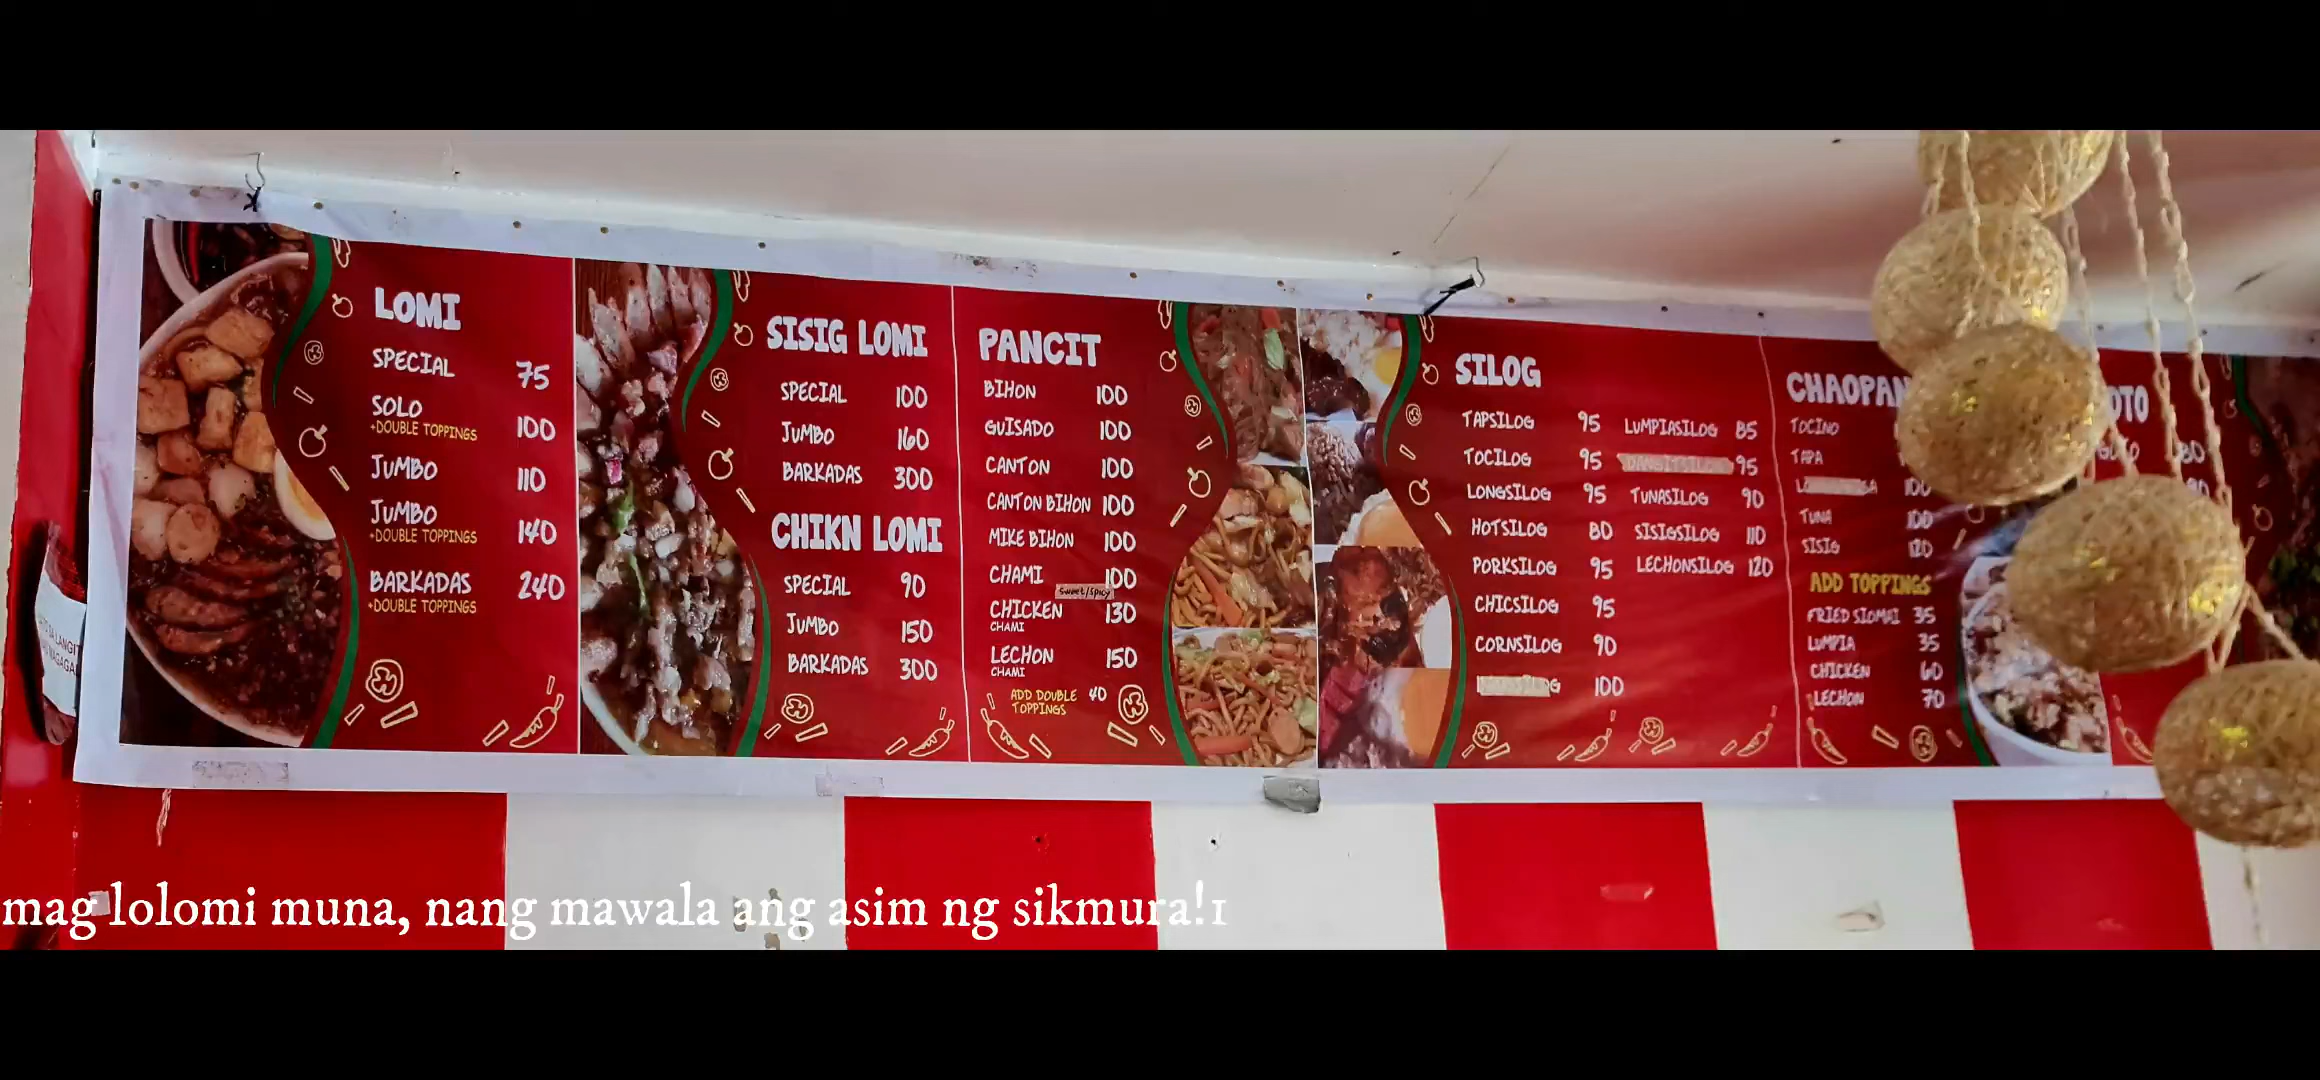 LOMI
SPECIAL 75
SOLO 100
+DOUBLE TOPPINGS
JUMBO 110
JUMBO 140
+DOUBLE TOPPINGS
BARKADAS 240
+DOUBLE TOPPINGS
SISIG LOMI
SPECIAL 100
JUMBO 160
BARKADAS 300
CHIKN LOMI
SPECIAL 90
JUMBO 150
BARKADAS 300
PANCIT
BIHON 100
GUISADO 100
CANTON 100
CANTON BIHON 100
MIKE BIHON 100
CHAMI 100
sweet/spicy
CHICKEN 130
CHAMI
LECHON 150
CHAMI
ADD DOUBLE 40
TOPPINGS
SILOG
TAPSILOG 95
TOCILOG 95
LONGSILOG 95
HOTSILOG 80
PORKSILOG 95
CHICSILOG 95
CORNSILOG 90
100
LUMPIASILOG 85
95
TUNASILOG 90
SISIGSILOG 110
LECHONSILOG 120
CHAOPAN
TOCINO
TAPA
100
TUNA 100
SISIG 120
ADD TOPPINGS
FRIED SIOMAI 35
LUMPIA 35
CHICKEN 60
LECHON 70
80
mag lolomi muna, nang mawala ang asim ng sikmura!1